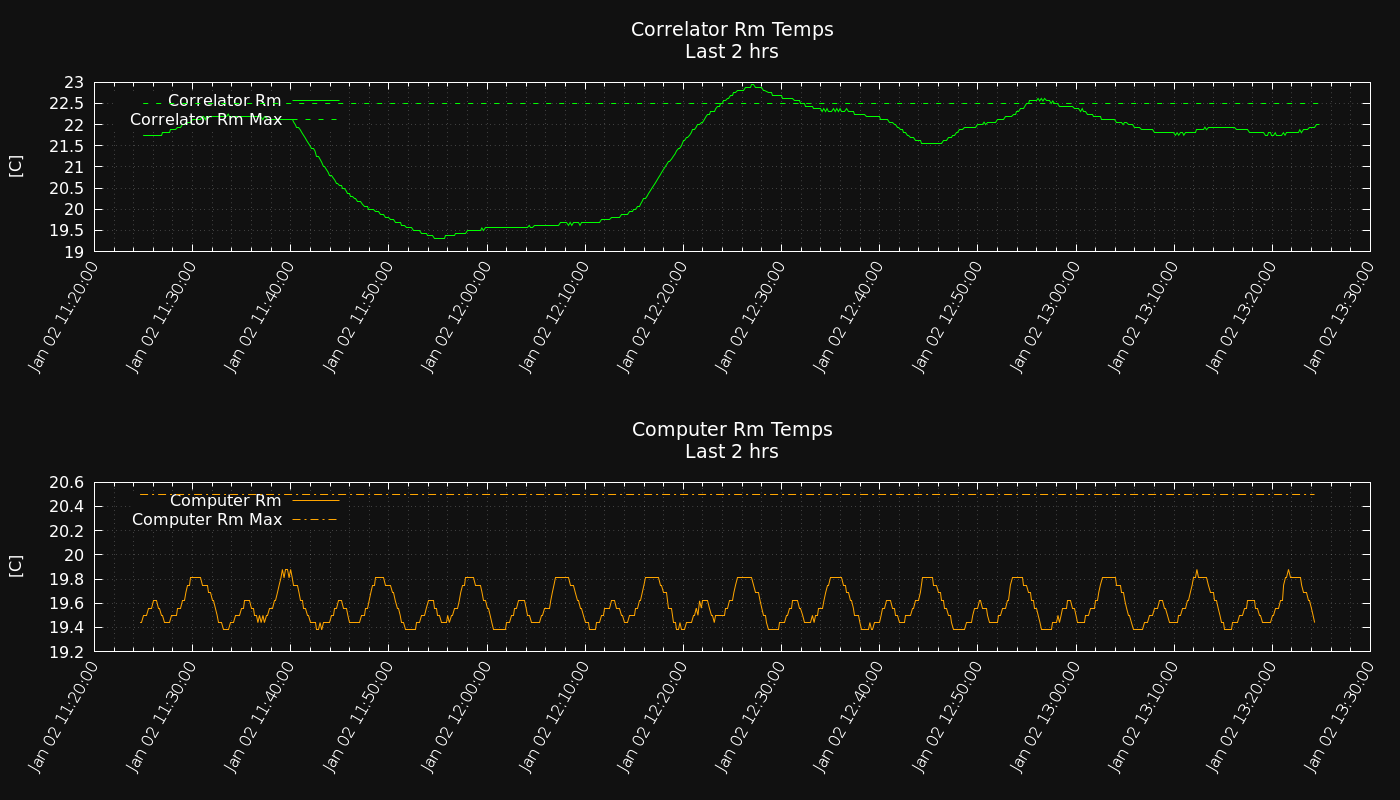 Correlator Rm Temps
Last 2 hrs
23
22.5
22
21.5
21
20.5
20
19.5
19
[C]
Correlator Rm
Correlator Rm Max
Jan 02 11:20:00
Jan 02 11:30:00
Jan 02 11:40:00
Jan 02 11:50:00
Jan 02 12:00:00
Jan 02 12:10:00
Jan 02 12:20:00
Jan 02 12:30:00
Jan 02 12:40:00
Jan 02 12:50:00
Jan 02 13:00:00
Jan 02 13:10:00
Jan 02 13:20:00
Jan 02 13:30:00
Computer Rm Temps
Last 2 hrs
20.6
20.4
20.2
20
19.8
19.6
19.4
19.2
[C]
Computer Rm
Computer Rm Max
Jan 02 11:20:00
Jan 02 11:30:00
Jan 02 11:40:00
Jan 02 11:50:00
Jan 02 12:00:00
Jan 02 12:10:00
Jan 02 12:20:00
Jan 02 12:30:00
Jan 02 12:40:00
Jan 02 12:50:00
Jan 02 13:00:00
Jan 02 13:10:00
Jan 02 13:20:00
Jan 02 13:30:00